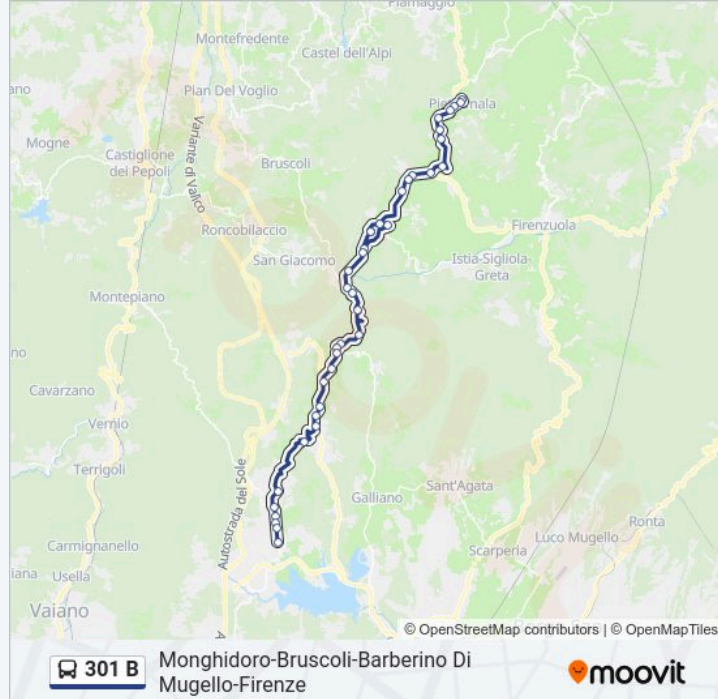 Pianaggio
Montefredente
Castel dell'Alpi
Pian Del Voglio
Mogne
Castiglione
dei Pepoli
Variante di Valico
Bruscoli
Roncobilaccio
Firenzuola
San Giacomo
Istia-Sigliola-
Greta
Montepiano
Cavarzano
Vernio
Terrigoli
Autostrada del Sole
Galliano
Sant'Agata
Luco Mugello
Ronta
Carmignanello
Scarperia
Usella
Vaiano
© OpenStreetMap contributors | © OpenMapTiles
301 B
Monghidoro-Bruscoli-Barberino Di
Mugello-Firenze
moovit